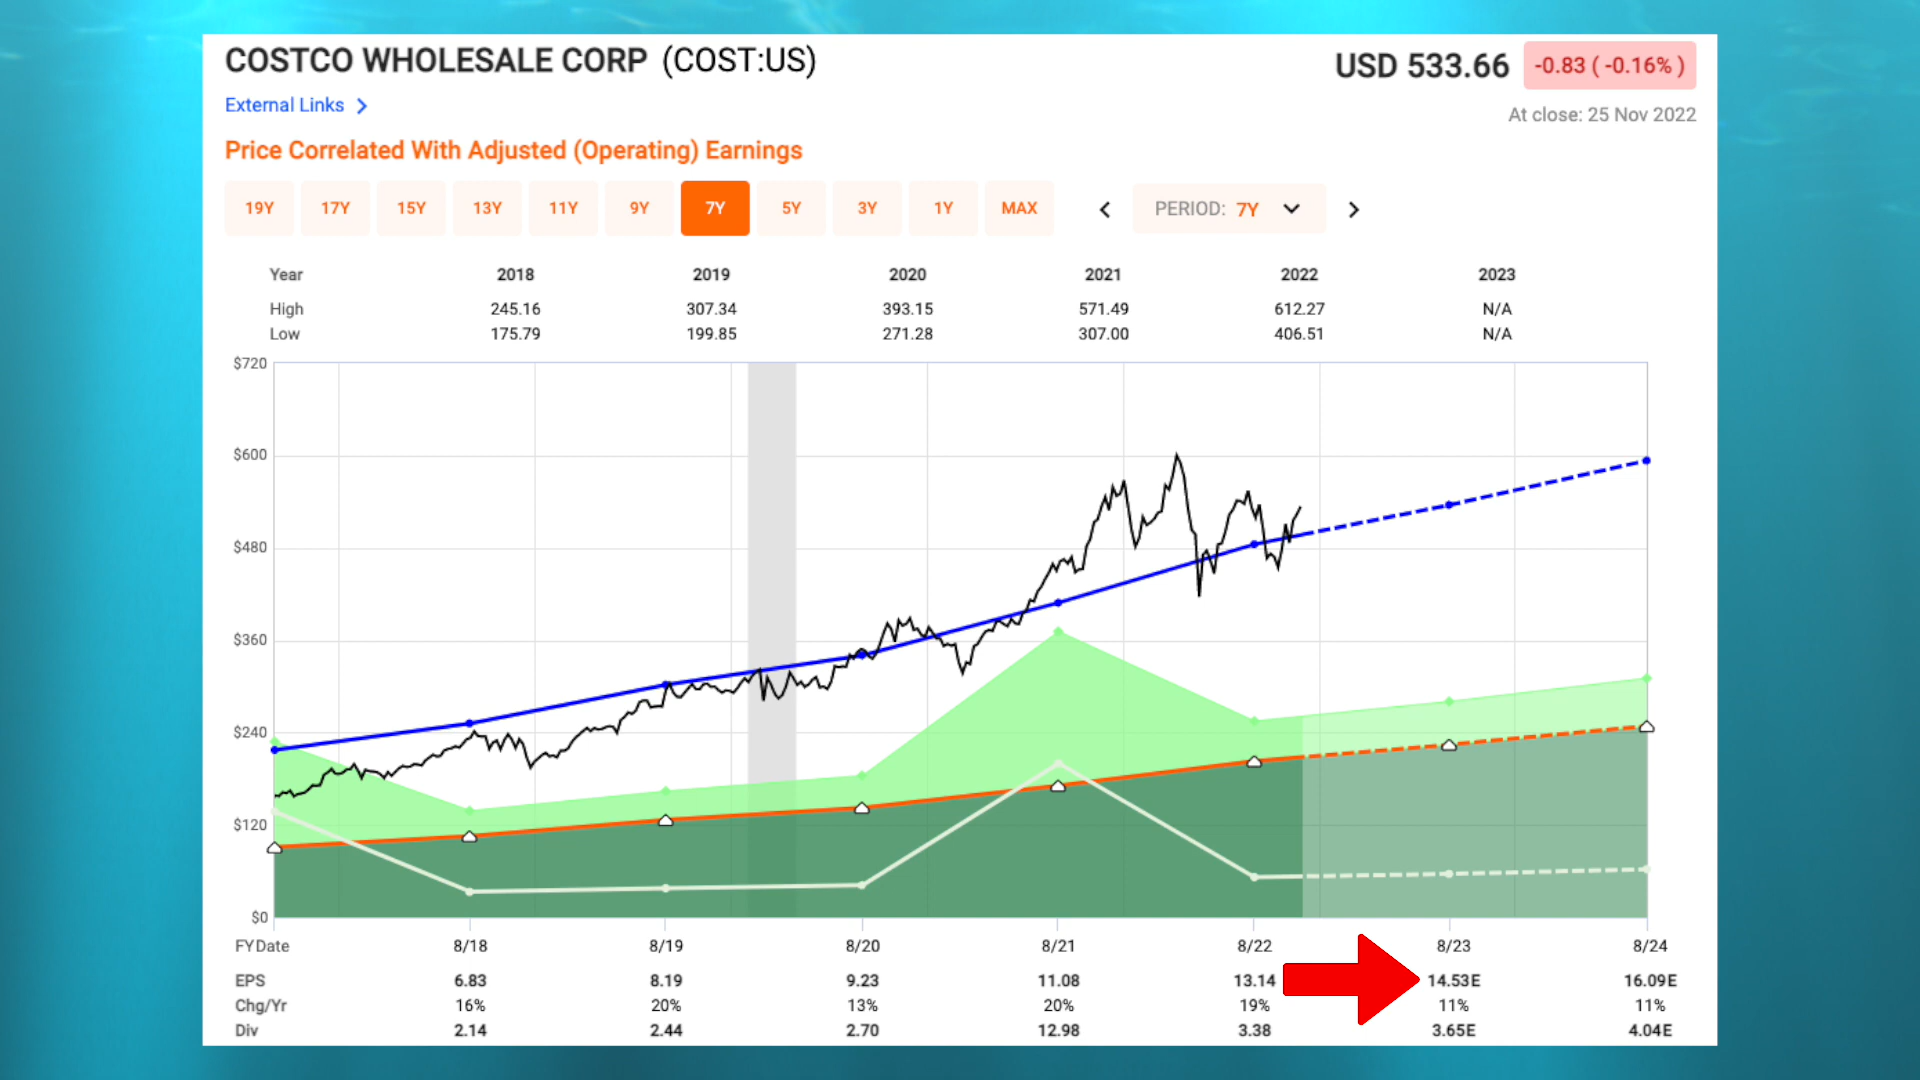 COSTCO WHOLESALE CORP (COST:US)
USD 533.66 -0.83 ( -0.16% )
External Links
At close: 25 Nov 2022
Price Correlated With Adjusted (Operating) Earnings
19Y 17Y 15Y 13Y 11Y 9Y 7Y 5Y 3Y 1Y MAX PERIOD: 7Y
Year 2018 2019 2020 2021 2022 2023
High 245.16 307.34 393.15 571.49 612.27 N/A
Low 175.79 199.85 271.28 307.00 406.51 N/A
$720
$600
$480
$360
$240
$120
$0
FY Date 8/18 8/19 8/20 8/21 8/22 8/23 8/24
EPS 6.83 8.19 9.23 11.08 13.14 14.53E 16.09E
Chg/Yr 16% 20% 13% 20% 19% 11% 11%
Div 2.14 2.44 2.70 12.98 3.38 3.65E 4.04E